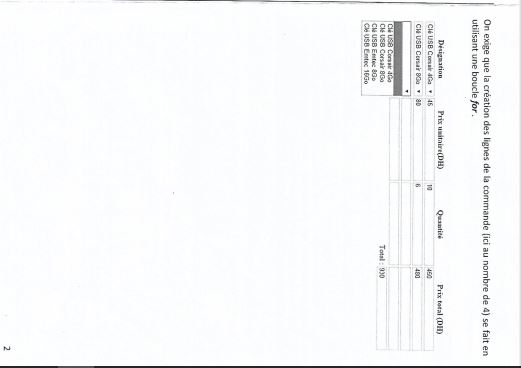 On exige que la création des lignes de la commande (ici au nombre de 4) se fait en
utilisant une boucle for .
Désignation Prix unitaire(DH) Quantité Prix total (DH)
Clé USB Corsair 4Go 45 10 450
Clé USB Corsair 8Go 80 6 480
Clé USB Corsair 4Go
Clé USB Corsair 8Go
Clé USB Emtec 8Go
Clé USB Emtec 16Go
Total : 930
2